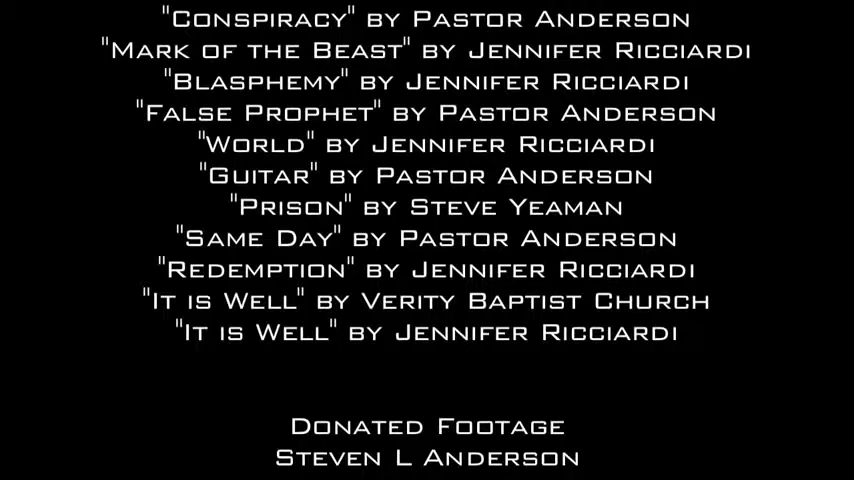 "Conspiracy" by Pastor Anderson
"Mark of the Beast" by Jennifer Ricciardi
"Blasphemy" by Jennifer Ricciardi
"False Prophet" by Pastor Anderson
"World" by Jennifer Ricciardi
"Guitar" by Pastor Anderson
"Prison" by Steve Yeaman
"Same Day" by Pastor Anderson
"Redemption" by Jennifer Ricciardi
"It is Well" by Verity Baptist Church
"It is Well" by Jennifer Ricciardi
Donated Footage
Steven L Anderson